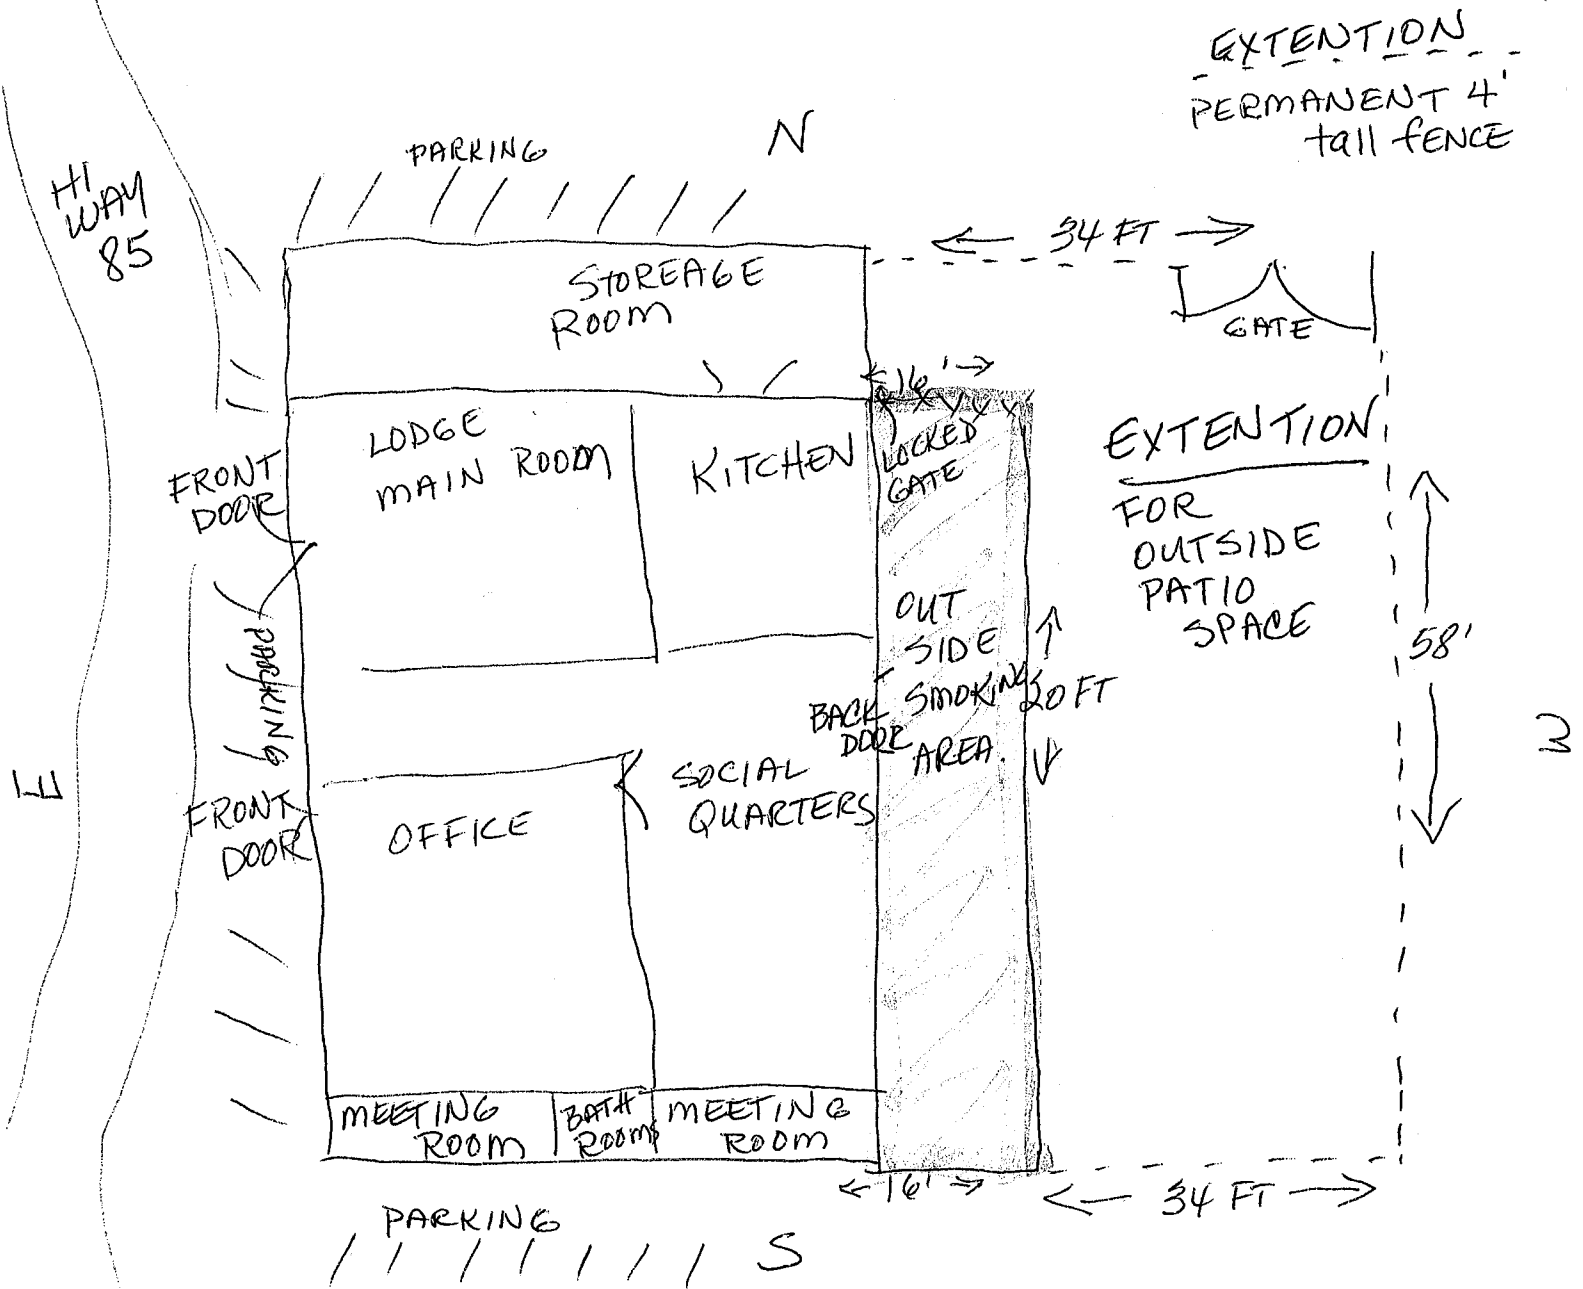 EXTENTION
PERMANENT 4'
tall fENCE
N
PARKING
HI
WAY
85
34 FT
STOREAGE
ROOM
GATE
16'
LODGE
MAIN ROOM
KITCHEN
LOCKED
GATE
EXTENTION
FOR
OUTSIDE
PATIO
SPACE
FRONT
DOOR
OUT
SIDE
SMOKING
AREA.
20 FT
58'
PARKING
BACK
DOOR
W
E
SOCIAL
QUARTERS
FRONT
DOOR
OFFICE
MEETING
ROOM
BATH
ROOMS
MEETING
ROOM
16'
34 FT
PARKING
S